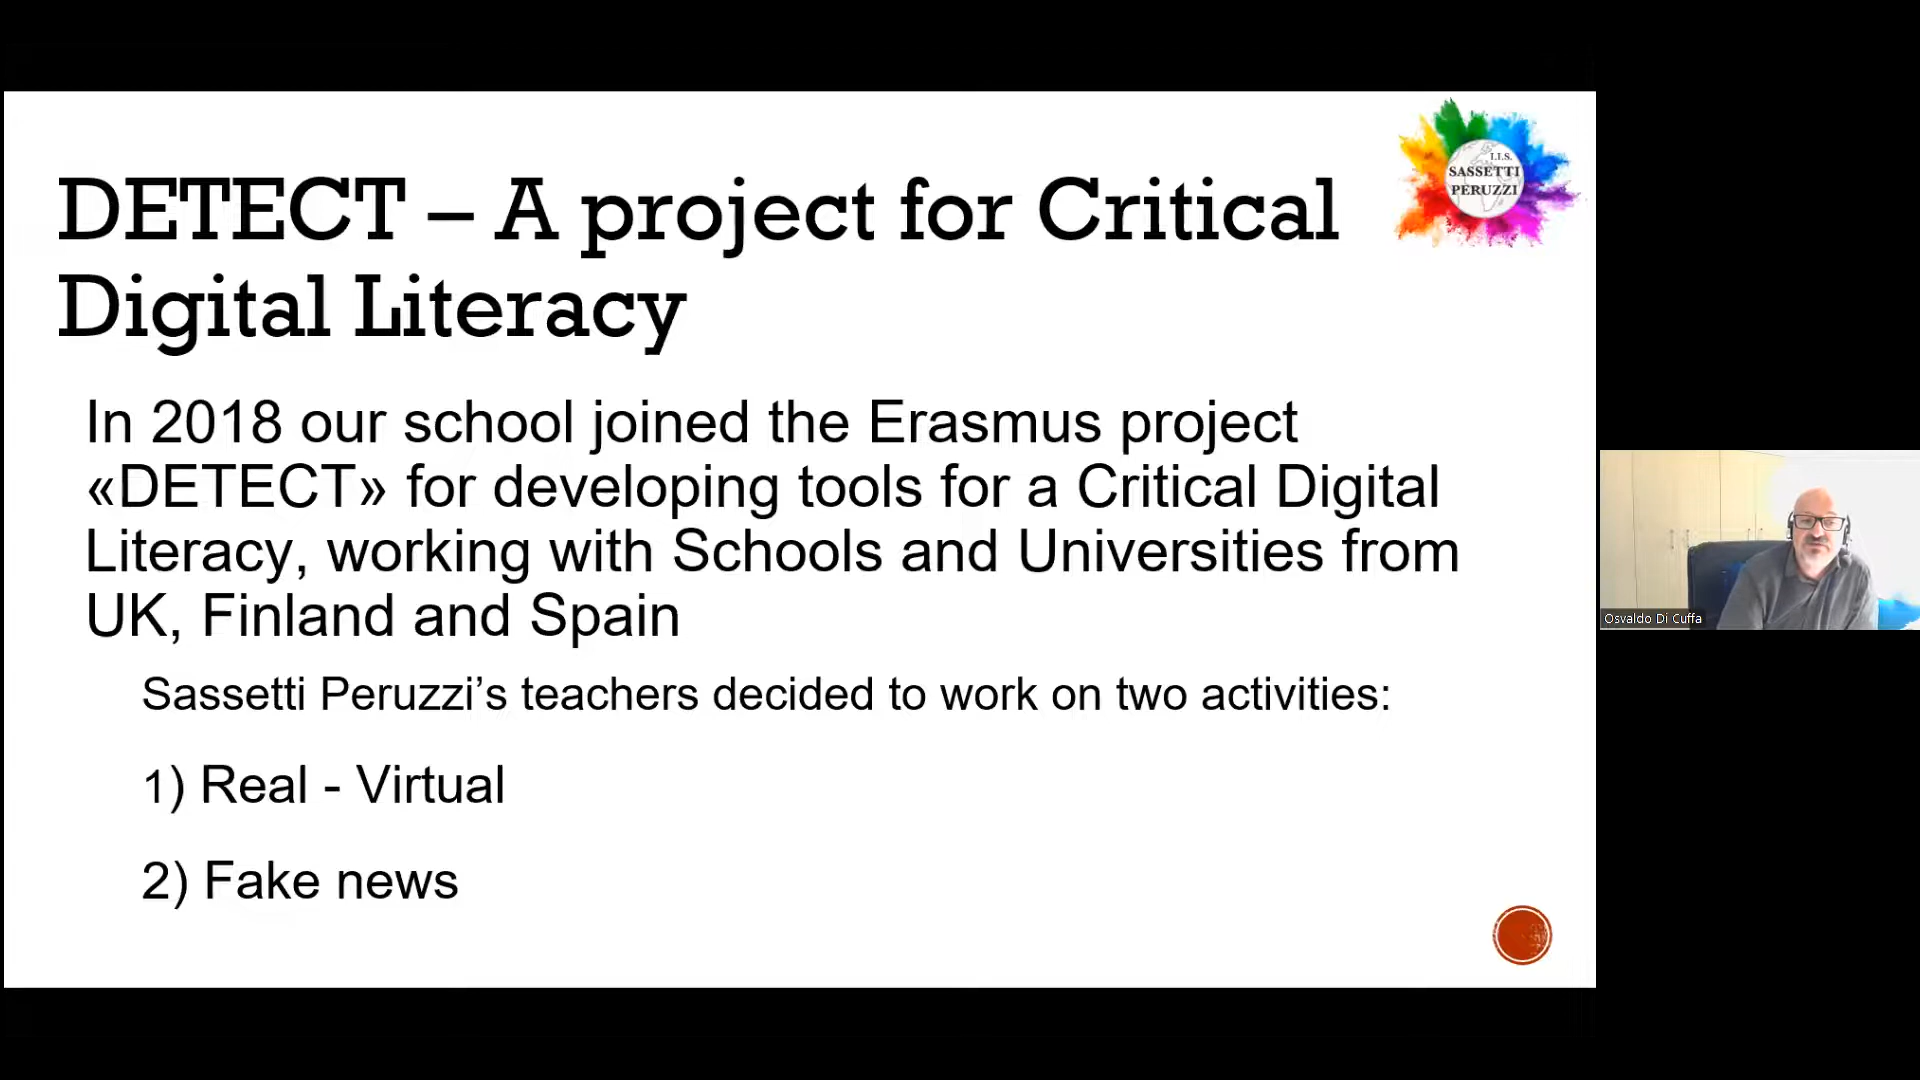 I.I.S.
SASSETTI
PERUZZI
DETECT – A project for Critical
Digital Literacy
In 2018 our school joined the Erasmus project
«DETECT» for developing tools for a Critical Digital
Literacy, working with Schools and Universities from
UK, Finland and Spain
Sassetti Peruzzi’s teachers decided to work on two activities:
1) Real - Virtual
2) Fake news
Osvaldo Di Cuffa